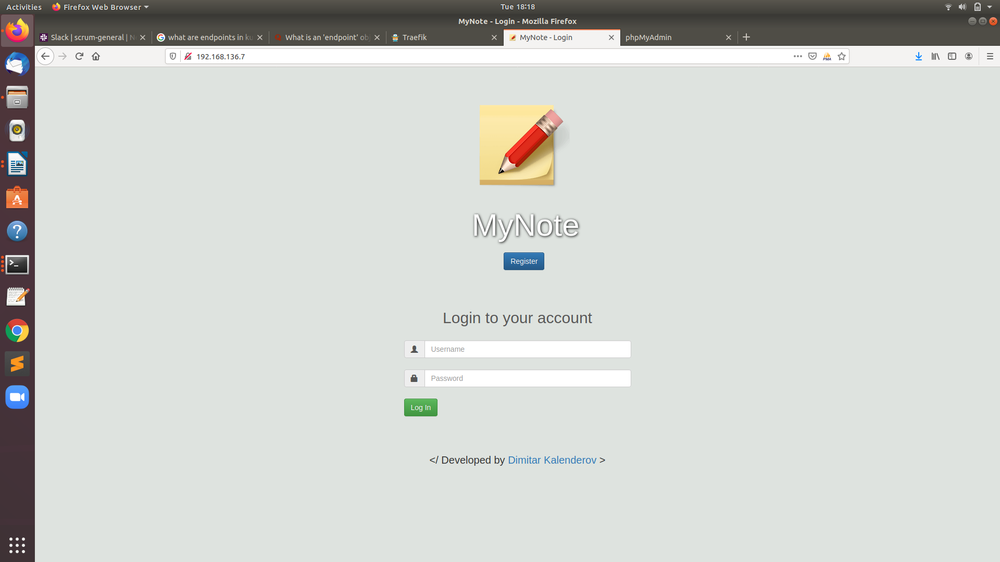 Activities
Firefox Web Browser
Tue 18:18
MyNote - Login - Mozilla Firefox
Slack | scrum-general | N
what are endpoints in ku
What is an 'endpoint' ob
Traefik
MyNote - Login
phpMyAdmin
192.168.136.7
PMA
MyNote
Register
Login to your account
Username
Password
Log In
</ Developed by Dimitar Kalenderov >